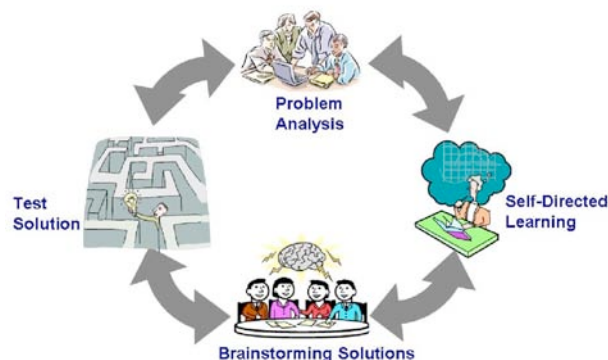 Problem
Analysis
Test
Solution
Self-Directed
Learning
Brainstorming Solutions